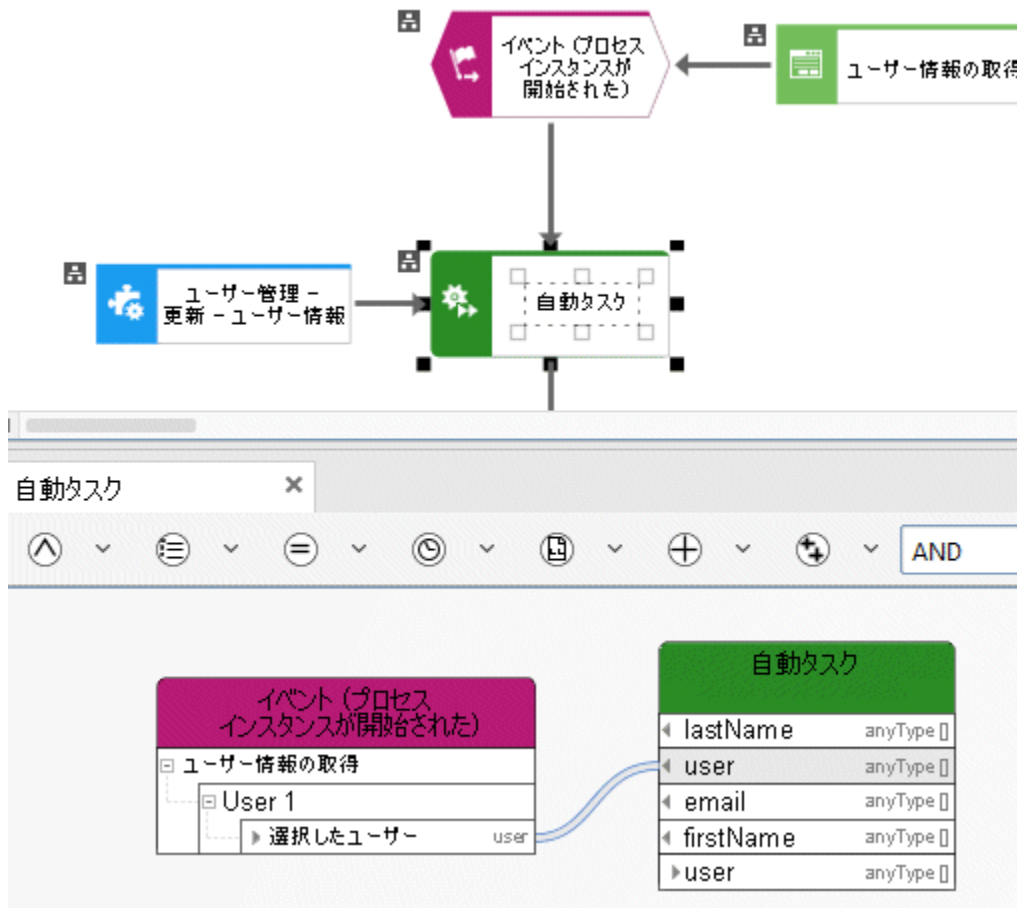 イベント (プロセス
インスタンスが
開始された)
ユーザー情報の取得
ユーザー管理 –
更新 – ユーザー情報
自動タスク
自動タスク
AND
イベント (プロセス
インスタンスが開始された)
ユーザー情報の取得
User 1
選択したユーザー user
自動タスク
lastName anyType []
user anyType []
email anyType []
firstName anyType []
user anyType []